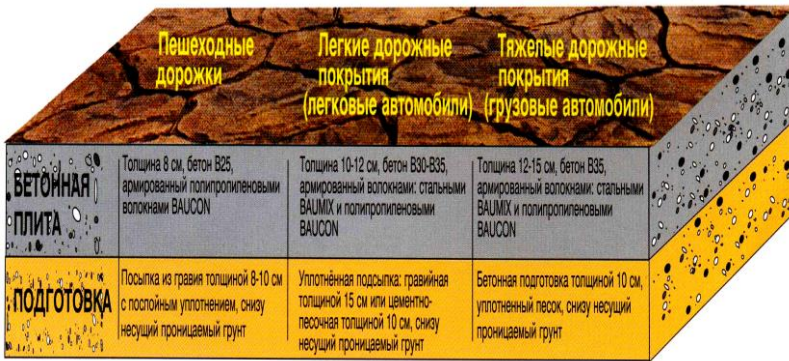 Пешеходные
дорожки
Легкие дорожные
покрытия
(легковые автомобили)
Тяжелые дорожные
покрытия
(грузовые автомобили)
БЕТОННАЯ
ПЛИТА
Толщина 8 см, бетон В25,
армированный полипропиленовыми
волокнами BAUCON
Толщина 10-12 см, бетон В30-В35,
армированный волокнами: стальными
BAUMIX и полипропиленовыми
BAUCON
Толщина 12-15 см, бетон В35,
армированный волокнами: стальными
BAUMIX и полипропиленовыми
BAUCON
ПОДГОТОВКА
Посыпка из гравия толщиной 8-10 см
с послойным уплотнением, снизу
несущий проницаемый грунт
Уплотнённая подсыпка: гравийная
толщиной 15 см или цементно-
песочная толщиной 10 см, снизу
несущий проницаемый грунт
Бетонная подготовка толщиной 10 см,
уплотненный песок, снизу несущий
проницаемый грунт